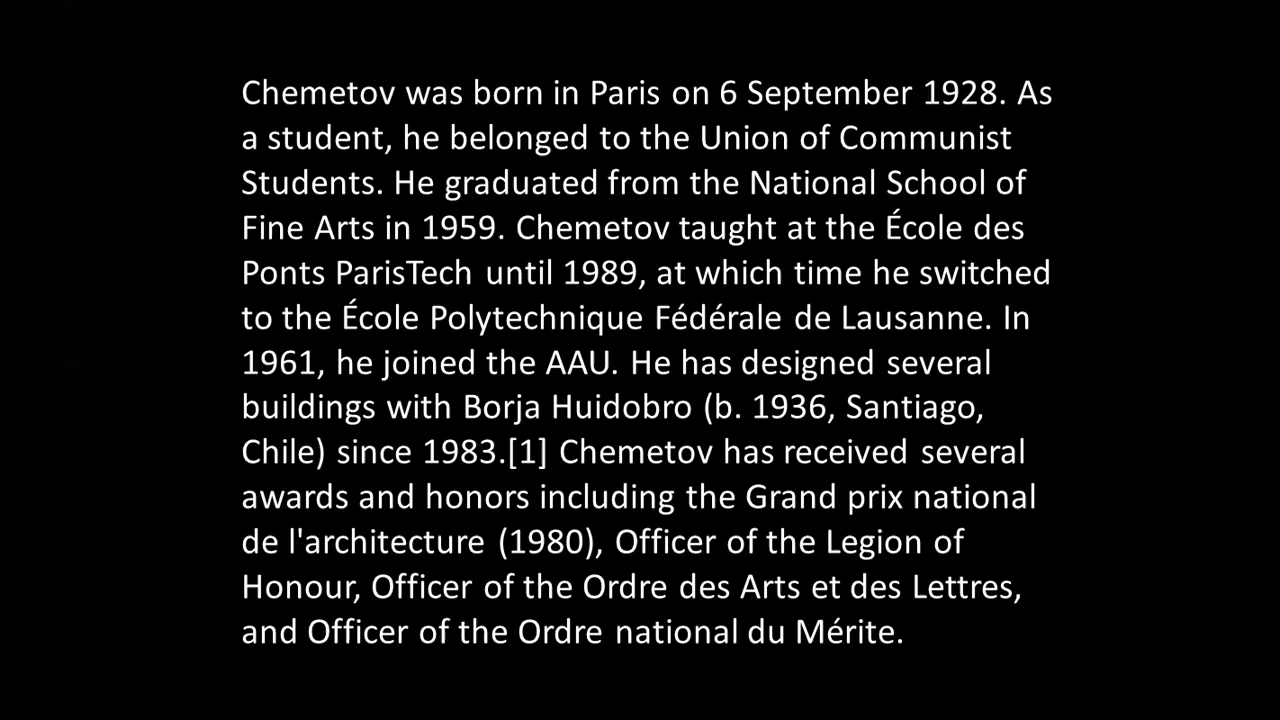 Chemetov was born in Paris on 6 September 1928. As
a student, he belonged to the Union of Communist
Students. He graduated from the National School of
Fine Arts in 1959. Chemetov taught at the École des
Ponts ParisTech until 1989, at which time he switched
to the École Polytechnique Fédérale de Lausanne. In
1961, he joined the AAU. He has designed several
buildings with Borja Huidobro (b. 1936, Santiago,
Chile) since 1983.[1] Chemetov has received several
awards and honors including the Grand prix national
de l'architecture (1980), Officer of the Legion of
Honour, Officer of the Ordre des Arts et des Lettres,
and Officer of the Ordre national du Mérite.